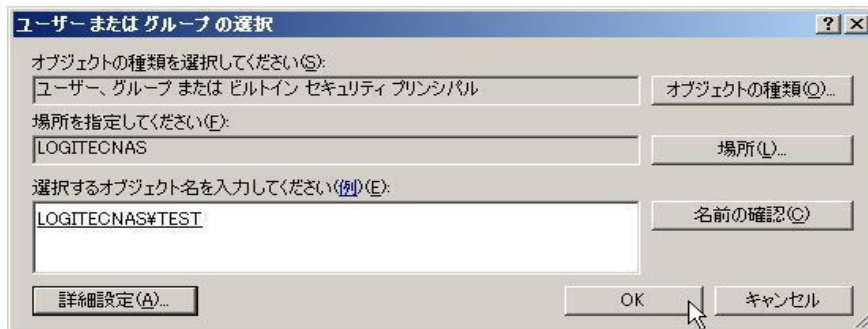 ユーザー または グループ の選択
オブジェクトの種類を選択してください(S):
ユーザー、グループ または ビルトイン セキュリティ プリンシパル
オブジェクトの種類(O)...
場所を指定してください(F):
LOGITECNAS
場所(L)...
選択するオブジェクト名を入力してください(例)(E):
LOGITECNAS¥TEST
名前の確認(C)
詳細設定(A)...
OK
キャンセル